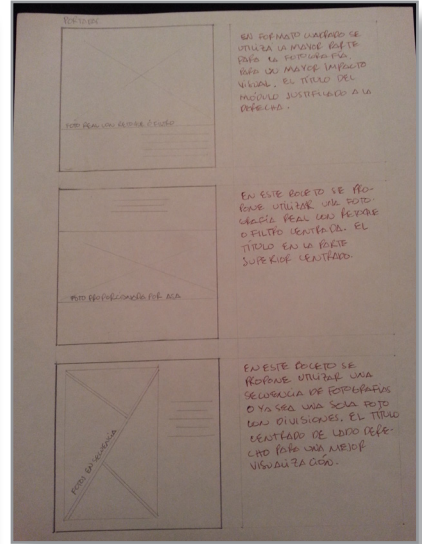 PORTADA.
EN FORMATO CUADRADO SE
UTILIZA LA MAYOR PARTE
PARA LA FOTOGRAFÍA
PARA UN MAYOR IMPACTO
VISUAL, EL TÍTULO DEL
MÓDULO JUSTIFICADO A LA
DERECHA.
FOTO REAL CON RETOQUE O FILTRO
EN ESTE BOCETO SE PRO-
PONE UTILIZAR UNA FOTO-
GRAFÍA REAL CON RETOQUE
O FILTRO CENTRADA. EL
TÍTULO EN LA PARTE
SUPERIOR CENTRADO.
FOTO PROPORCIONADA POR
EN ESTE BOCETO SE
PROPONE UTILIZAR UNA
SECUENCIA DE FOTOGRAFÍAS
O YA SEA UNA SOLA FOTO
CON DIVISIONES, EL TÍTULO
CENTRADO DE LADO DERE-
CHO PARA UNA MEJOR
VISUALIZACIÓN.
FOTO EN SECUENCIA